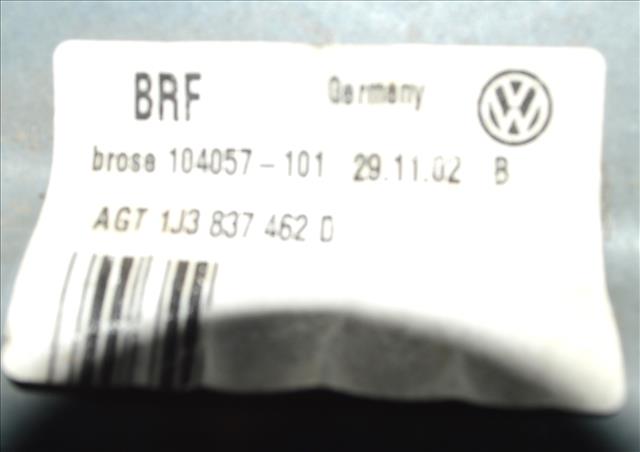 BRF Germany
brose 104057-101 29.11.02 B
AGT 1J3 837 462 D